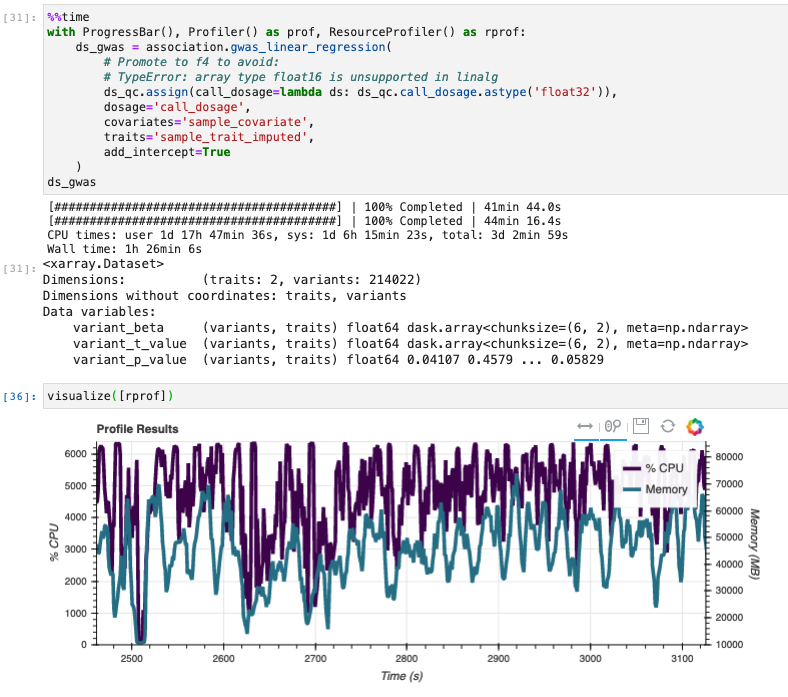 [31]: %%time
with ProgressBar(), Profiler() as prof, ResourceProfiler() as rprof:
    ds_gwas = association.gwas_linear_regression(
        # Promote to f4 to avoid:
        # TypeError: array type float16 is unsupported in linalg
        ds_qc.assign(call_dosage=lambda ds: ds_qc.call_dosage.astype('float32')),
        dosage='call_dosage',
        covariates='sample_covariate',
        traits='sample_trait_imputed',
        add_intercept=True
    )
ds_gwas
[########################################] | 100% Completed | 41min 44.0s
[########################################] | 100% Completed | 44min 16.4s
CPU times: user 1d 17h 47min 36s, sys: 1d 6h 15min 23s, total: 3d 2min 59s
Wall time: 1h 26min 6s
[31]: <xarray.Dataset>
Dimensions:          (traits: 2, variants: 214022)
Dimensions without coordinates: traits, variants
Data variables:
    variant_beta     (variants, traits) float64 dask.array<chunksize=(6, 2), meta=np.ndarray>
    variant_t_value  (variants, traits) float64 dask.array<chunksize=(6, 2), meta=np.ndarray>
    variant_p_value  (variants, traits) float64 0.04107 0.4579 ... 0.05829
[36]: visualize([rprof])
Profile Results
6000
5000
4000
3000
2000
1000
0
% CPU
% CPU
Memory
80000
70000
60000
50000
40000
30000
20000
10000
Memory (MB)
2500 2600 2700 2800 2900 3000 3100
Time (s)